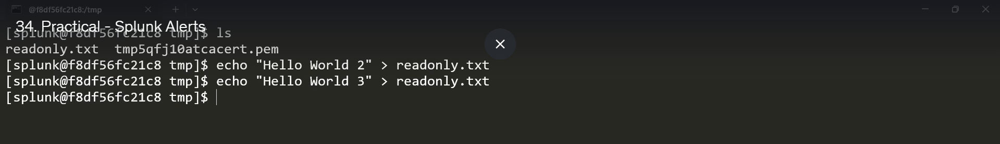 @f8df56fc21c8:/tmp
34. Practical - Splunk Alerts
[splunk@f8df56fc21c8 tmp]$ ls
readonly.txt  tmp5qfj10atcacert.pem
[splunk@f8df56fc21c8 tmp]$ echo "Hello World 2" > readonly.txt
[splunk@f8df56fc21c8 tmp]$ echo "Hello World 3" > readonly.txt
[splunk@f8df56fc21c8 tmp]$